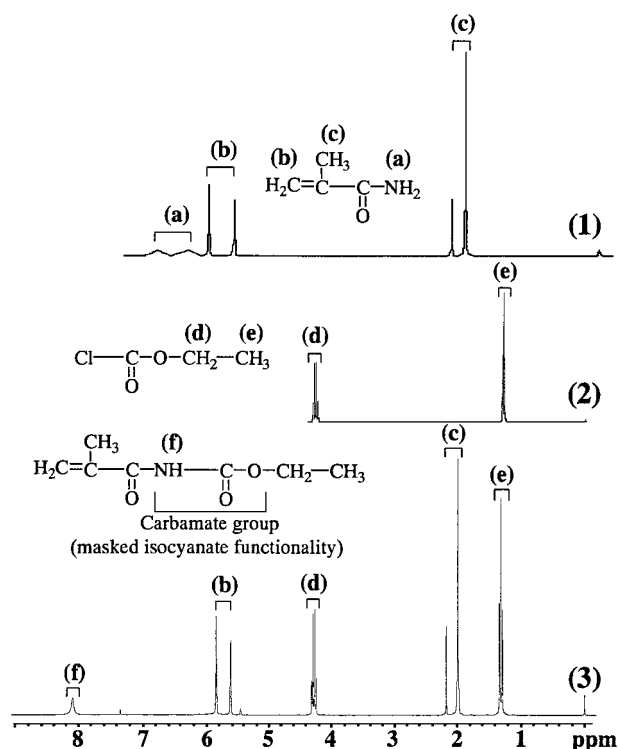 (c)
(c)
(b) CH₃ (a)
(b)
H₂C=C—C—NH₂
O
(a)
(1)
(e)
(d) (e)
(d)
Cl—C—O—CH₂—CH₃
O
(2)
(c)
CH₃ (f)
(e)
H₂C=C—C—NH—C—O—CH₂—CH₃
O O
Carbamate group
(masked isocyanate functionality)
(b)
(d)
(f)
(3)
8 7 6 5 4 3 2 1 ppm